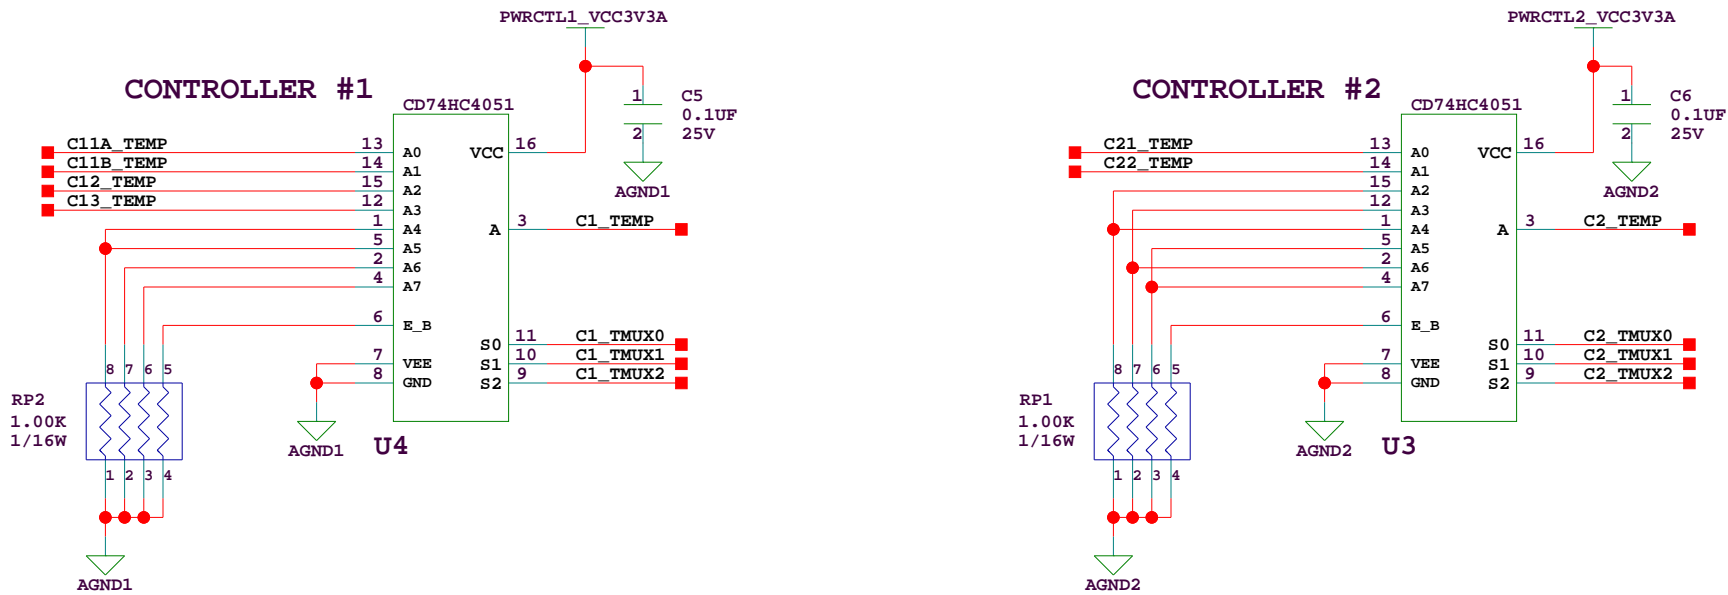 PWRCTL1_VCC3V3A
CONTROLLER #1
CD74HC4051
1
2
C5
0.1UF
25V
AGND1
C11A_TEMP 13 A0 VCC 16
C11B_TEMP 14 A1
C12_TEMP 15 A2
C13_TEMP 12 A3
1 A4 A 3 C1_TEMP
5 A5
2 A6
4 A7
6 E_B
S0 11 C1_TMUX0
7 VEE S1 10 C1_TMUX1
8 GND S2 9 C1_TMUX2
8 7 6 5
RP2
1.00K
1/16W
AGND1
U4
1 2 3 4
AGND1
PWRCTL2_VCC3V3A
CONTROLLER #2
CD74HC4051
1
2
C6
0.1UF
25V
AGND2
C21_TEMP 13 A0 VCC 16
C22_TEMP 14 A1
15 A2
12 A3
1 A4 A 3 C2_TEMP
5 A5
2 A6
4 A7
6 E_B
S0 11 C2_TMUX0
7 VEE S1 10 C2_TMUX1
8 GND S2 9 C2_TMUX2
8 7 6 5
RP1
1.00K
1/16W
AGND2
U3
1 2 3 4
AGND2